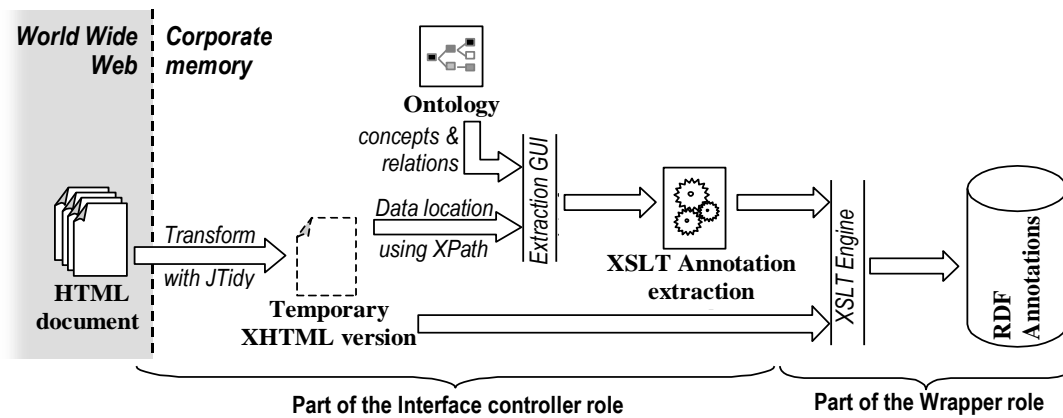 World Wide
Web
Corporate
memory
Ontology
concepts &
relations
Extraction GUI
Data location
using XPath
Transform
with JTidy
HTML
document
Temporary
XHTML version
XSLT Annotation
extraction
XSLT Engine
RDF
Annotations
Part of the Interface controller role
Part of the Wrapper role